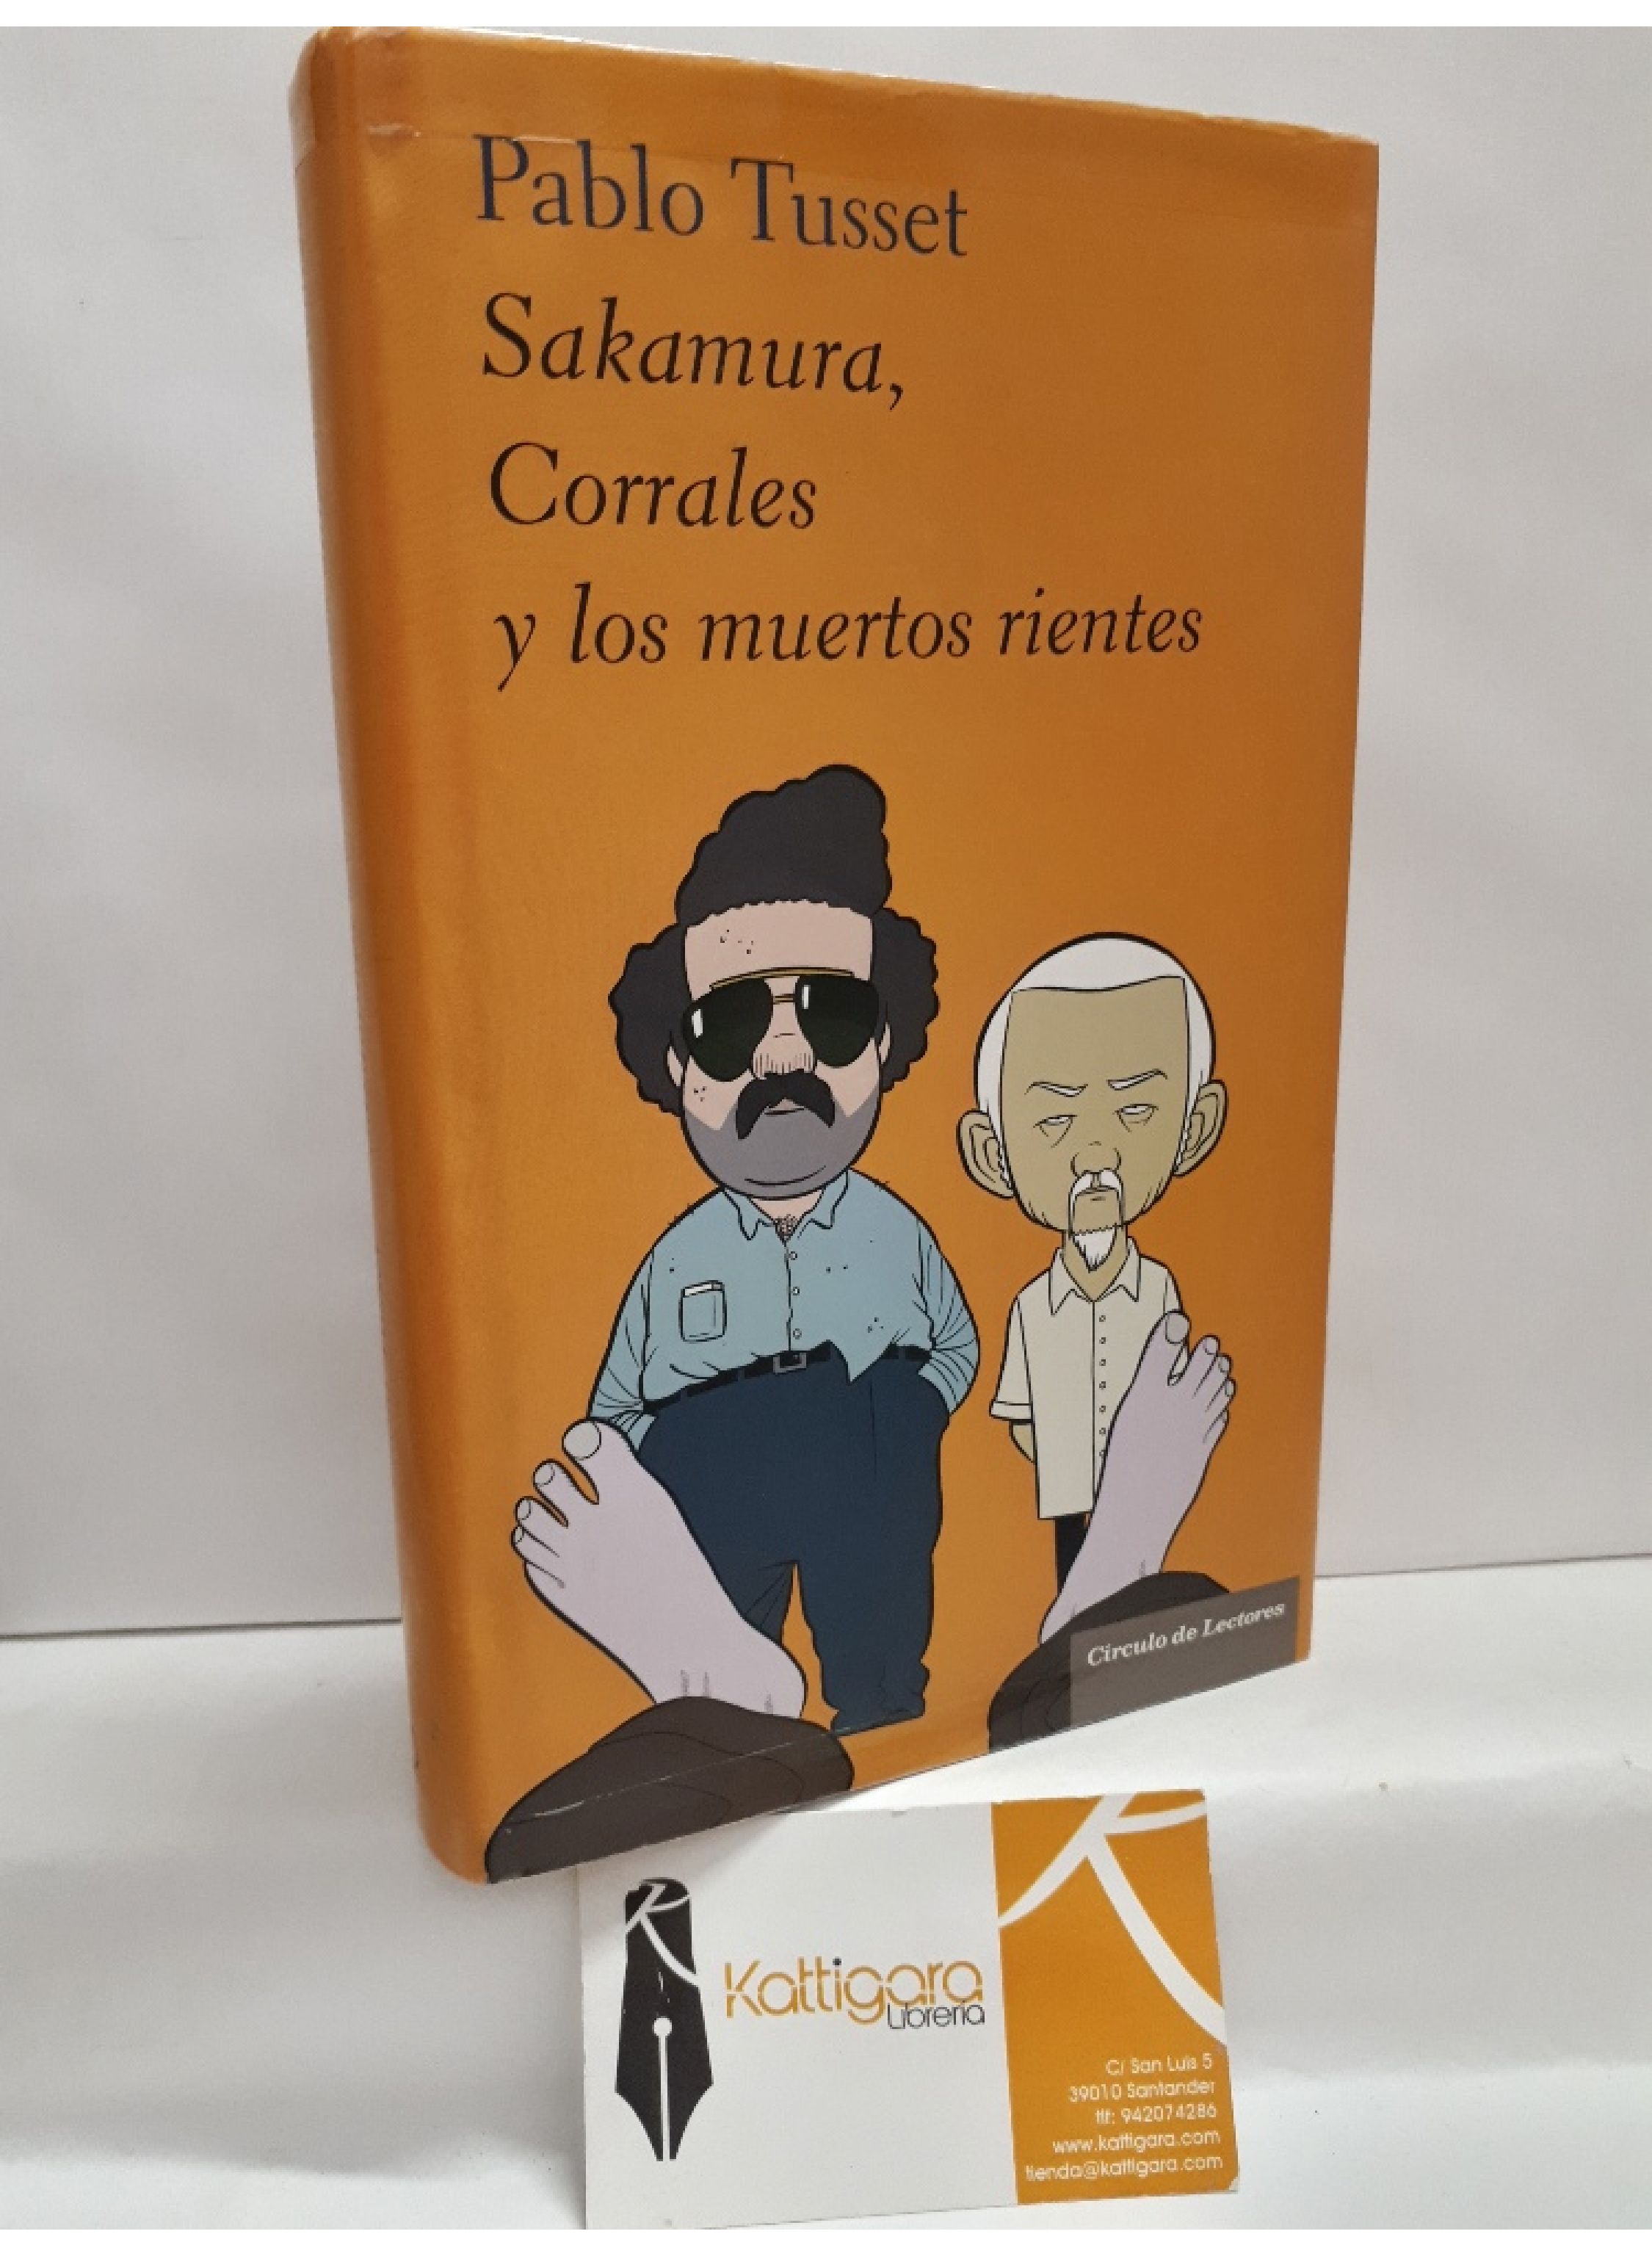 Pablo Tusset
Sakamura,
Corrales
y los muertos rientes
Círculo de Lectores
Kattigara
Librería
C/ San Luis 5
39010 Santander
tlf: 942074286
www.kattigara.com
tienda@kattigara.com